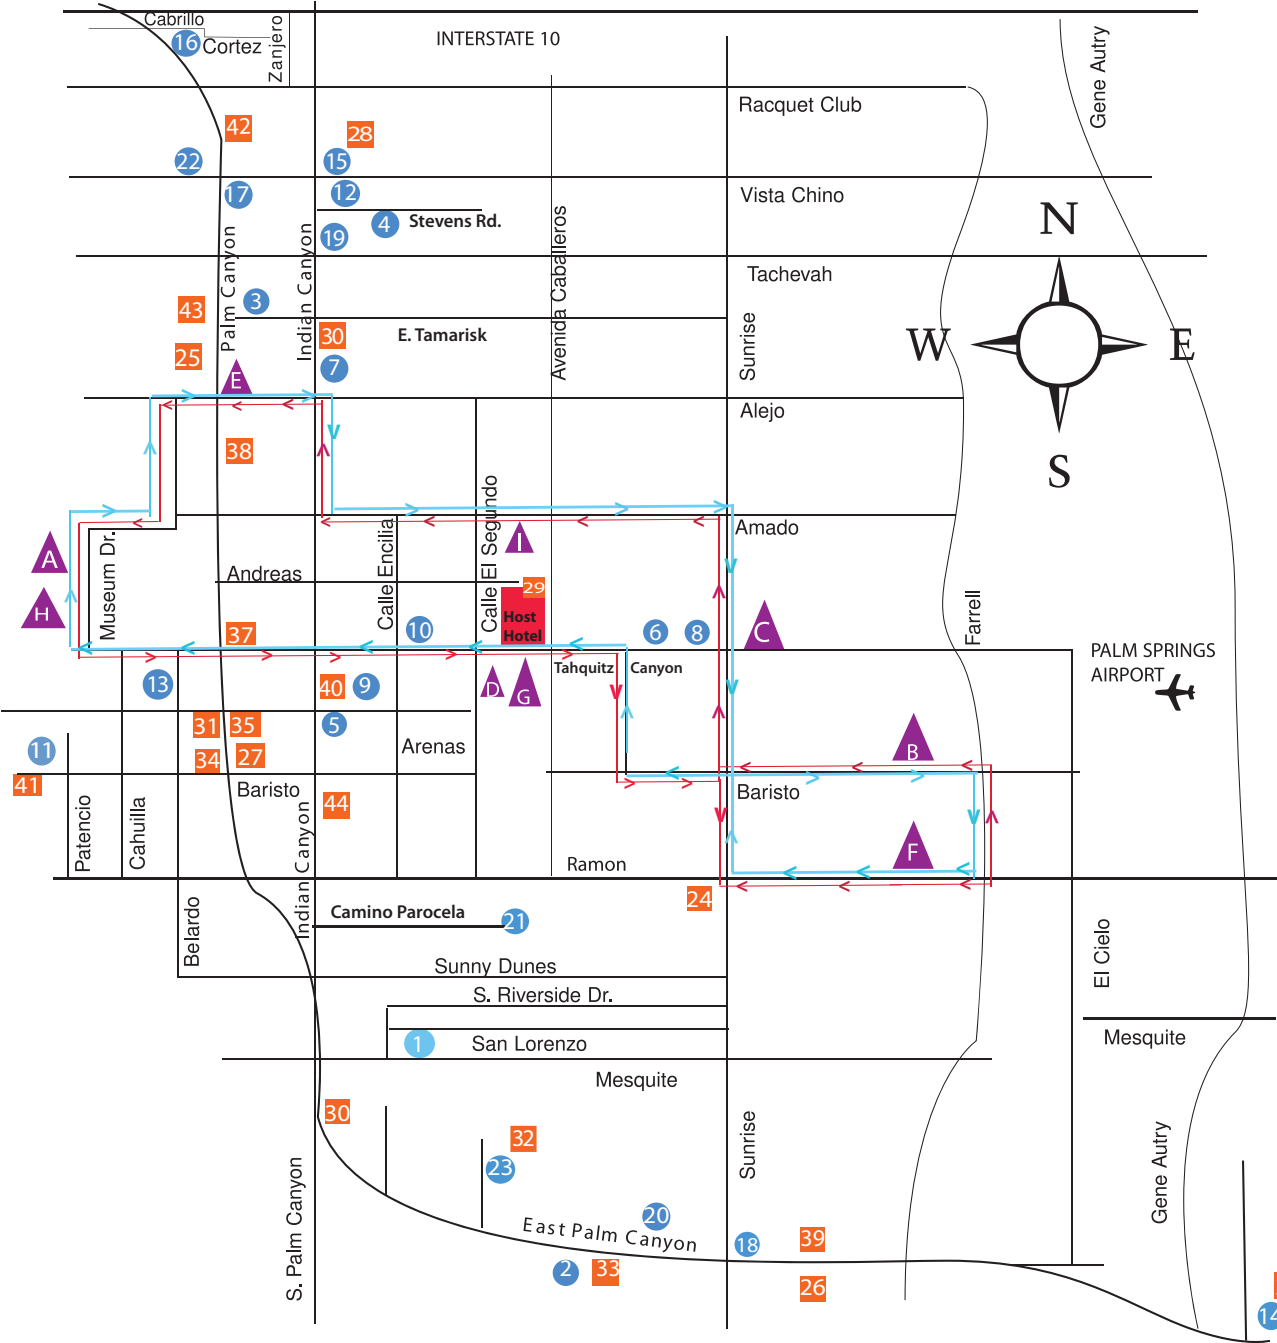 Cabrillo
16
Cortez
Zanjero
INTERSTATE 10
Gene Autry
Racquet Club
42
28
22
15
17
12
Vista Chino
4
Stevens Rd.
19
N
Palm Canyon
Indian Canyon
Avenida Caballeros
Tachevah
3
43
30
E. Tamarisk
Sunrise
W
E
25
7
E
Alejo
38
S
Amado
A
Museum Dr.
Calle Encilia
Calle El Segundo
I
Andreas
29
H
Host
Hotel
37
10
6
8
C
Farrell
Tahquitz
Canyon
PALM SPRINGS
AIRPORT
13
40
9
D
G
31
35
5
11
34
27
Arenas
B
41
Baristo
Baristo
44
Patencio
Cahuilla
Indian Canyon
Ramon
F
24
Belardo
Camino Parocela
21
El Cielo
Sunny Dunes
S. Riverside Dr.
1
San Lorenzo
Mesquite
Mesquite
30
32
23
Sunrise
Gene Autry
S. Palm Canyon
20
East Palm Canyon
18
39
2
33
26
14